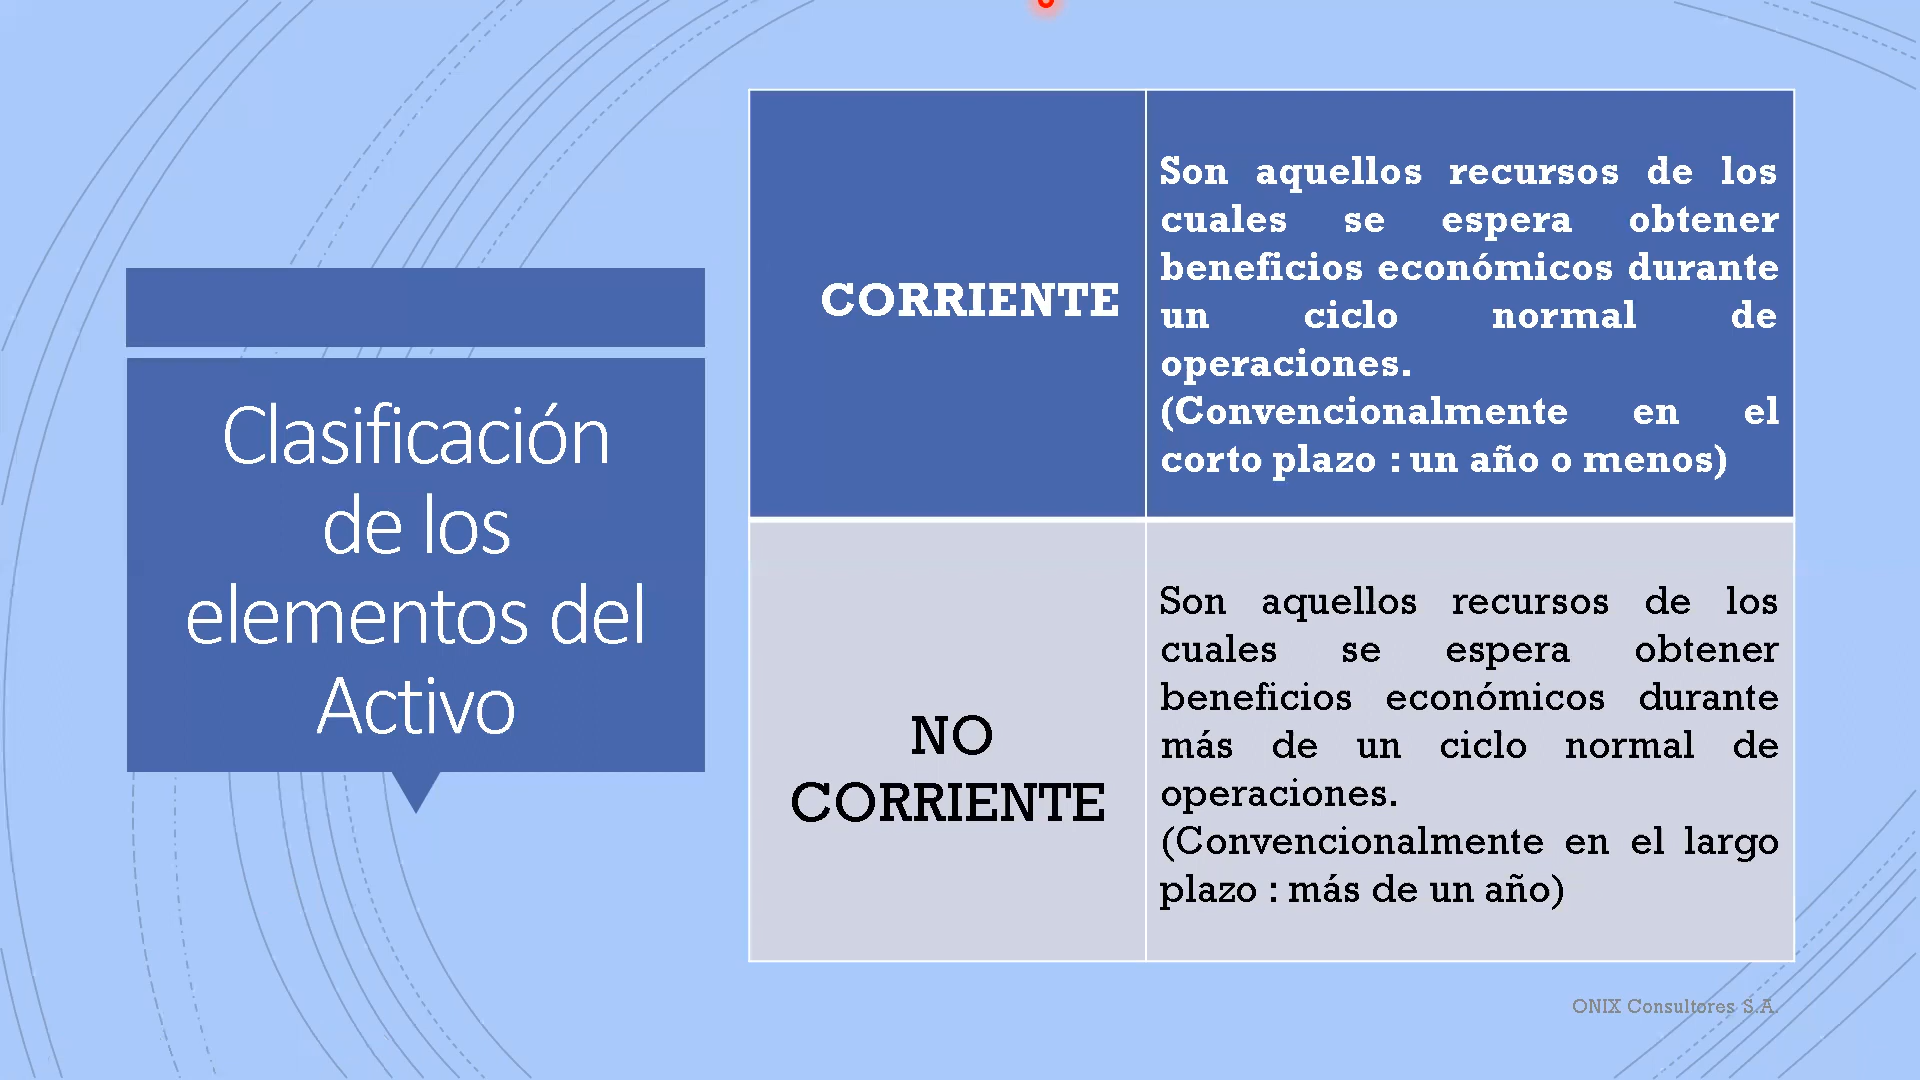 Clasificación
de los
elementos del
Activo
CORRIENTE
Son aquellos recursos de los
cuales se espera obtener
beneficios económicos durante
un ciclo normal de
operaciones.
(Convencionalmente en el
corto plazo : un año o menos)
NO
CORRIENTE
Son aquellos recursos de los
cuales se espera obtener
beneficios económicos durante
más de un ciclo normal de
operaciones.
(Convencionalmente en el largo
plazo : más de un año)
ONIX Consultores S.A.